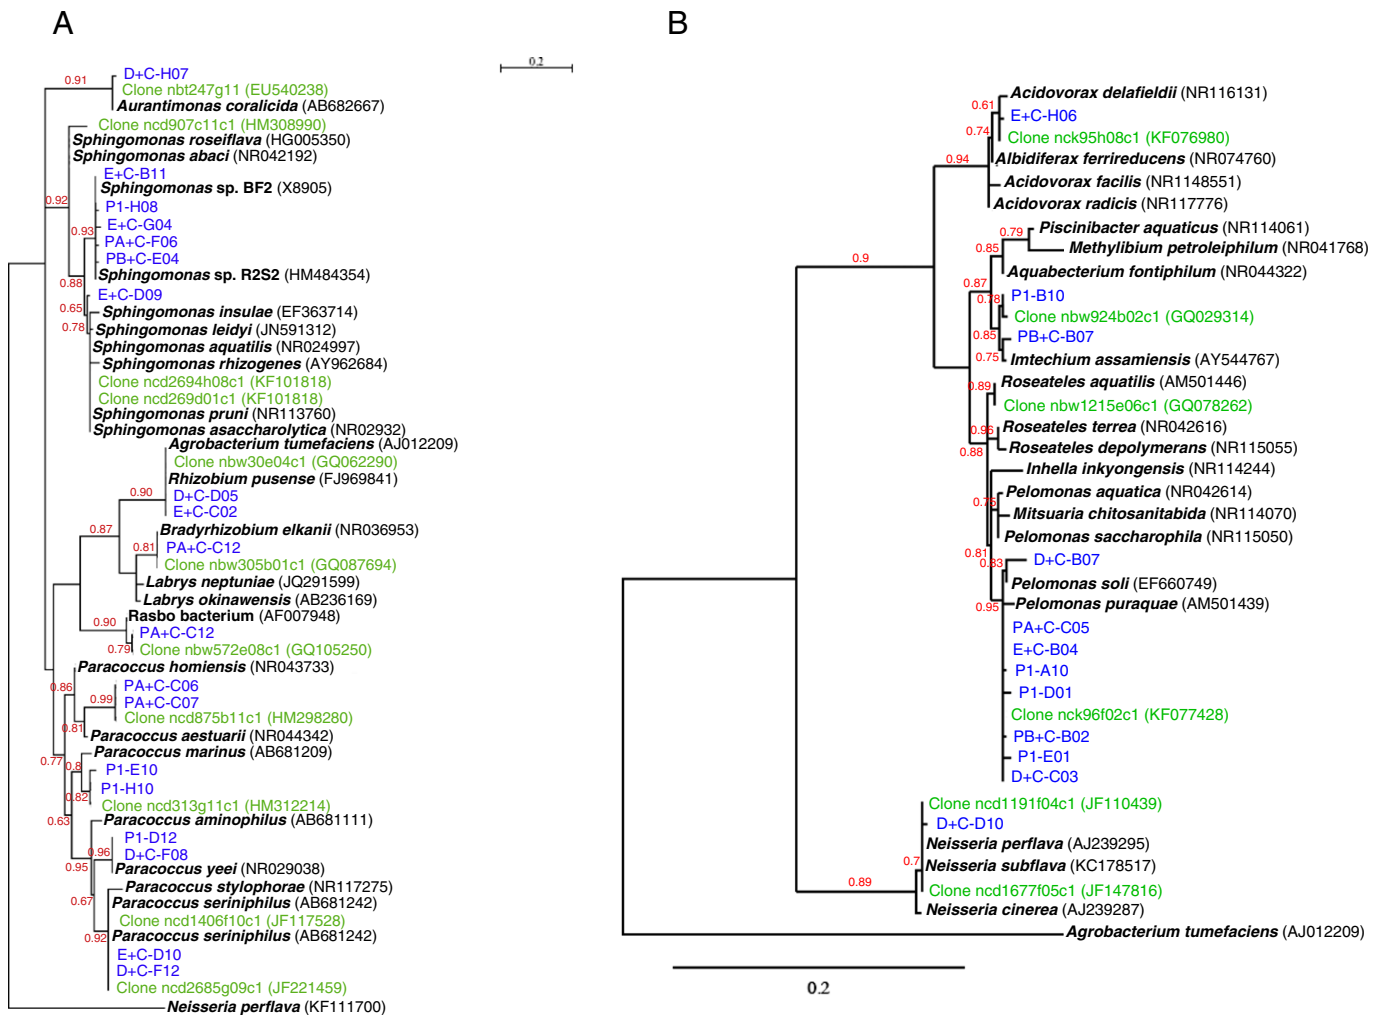 A
0.2
0.91
D+C-H07
Clone nbt247g11 (EU540238)
Aurantimonas coralicida (AB682667)
Clone ncd907c11c1 (HM308990)
Sphingomonas roseiflava (HG005350)
Sphingomonas abaci (NR042192)
E+C-B11
Sphingomonas sp. BF2 (X8905)
0.92
P1-H08
E+C-G04
0.93
PA+C-F06
PB+C-E04
Sphingomonas sp. R2S2 (HM484354)
0.88
E+C-D09
0.65
Sphingomonas insulae (EF363714)
0.78
Sphingomonas leidyi (JN591312)
Sphingomonas aquatilis (NR024997)
Sphingomonas rhizogenes (AY962684)
Clone ncd2694h08c1 (KF101818)
Clone ncd269d01c1 (KF101818)
Sphingomonas pruni (NR113760)
Sphingomonas asaccharolytica (NR02932)
Agrobacterium tumefaciens (AJ012209)
Clone nbw30e04c1 (GQ062290)
Rhizobium pusense (FJ969841)
0.90
D+C-D05
E+C-C02
0.87
Bradyrhizobium elkanii (NR036953)
0.81
PA+C-C12
Clone nbw305b01c1 (GQ087694)
Labrys neptuniae (JQ291599)
Labrys okinawensis (AB236169)
Rasbo bacterium (AF007948)
0.90
PA+C-C12
0.79
Clone nbw572e08c1 (GQ105250)
Paracoccus homiensis (NR043733)
0.86
PA+C-C06
0.99
PA+C-C07
Clone ncd875b11c1 (HM298280)
0.81
Paracoccus aestuarii (NR044342)
Paracoccus marinus (AB681209)
0.77
0.8
P1-E10
0.82
P1-H10
Clone ncd313g11c1 (HM312214)
0.63
Paracoccus aminophilus (AB681111)
P1-D12
0.96
D+C-F08
0.95
Paracoccus yeei (NR029038)
Paracoccus stylophorae (NR117275)
0.67
Paracoccus seriniphilus (AB681242)
Clone ncd1406f10c1 (JF117528)
0.92
Paracoccus seriniphilus (AB681242)
E+C-D10
D+C-F12
Clone ncd2685g09c1 (JF221459)
Neisseria perflava (KF111700)
B
Acidovorax delafieldii (NR116131)
0.61
E+C-H06
0.74
Clone nck95h08c1 (KF076980)
0.94
Albidiferax ferrireducens (NR074760)
Acidovorax facilis (NR1148551)
Acidovorax radicis (NR117776)
0.79
Piscinibacter aquaticus (NR114061)
0.85
Methylibium petroleiphilum (NR041768)
0.9
Aquabacterium fontiphilum (NR044322)
0.87
0.78
P1-B10
Clone nbw924b02c1 (GQ029314)
0.85
PB+C-B07
0.75
Imtechium assamiensis (AY544767)
0.89
Roseateles aquatilis (AM501446)
Clone nbw1215e06c1 (GQ078262)
0.96
Roseateles terrea (NR042616)
0.88
Roseateles depolymerans (NR115055)
Inhella inkyongensis (NR114244)
Pelomonas aquatica (NR042614)
Mitsuaria chitosanitabida (NR114070)
Pelomonas saccharophila (NR115050)
0.81
0.83
D+C-B07
Pelomonas soli (EF660749)
0.95
Pelomonas puraquae (AM501439)
PA+C-C05
E+C-B04
P1-A10
P1-D01
Clone nck96f02c1 (KF077428)
PB+C-B02
P1-E01
D+C-C03
Clone ncd1191f04c1 (JF110439)
D+C-D10
Neisseria perflava (AJ239295)
0.7
Neisseria subflava (KC178517)
0.89
Clone ncd1677f05c1 (JF147816)
Neisseria cinerea (AJ239287)
Agrobacterium tumefaciens (AJ012209)
0.2